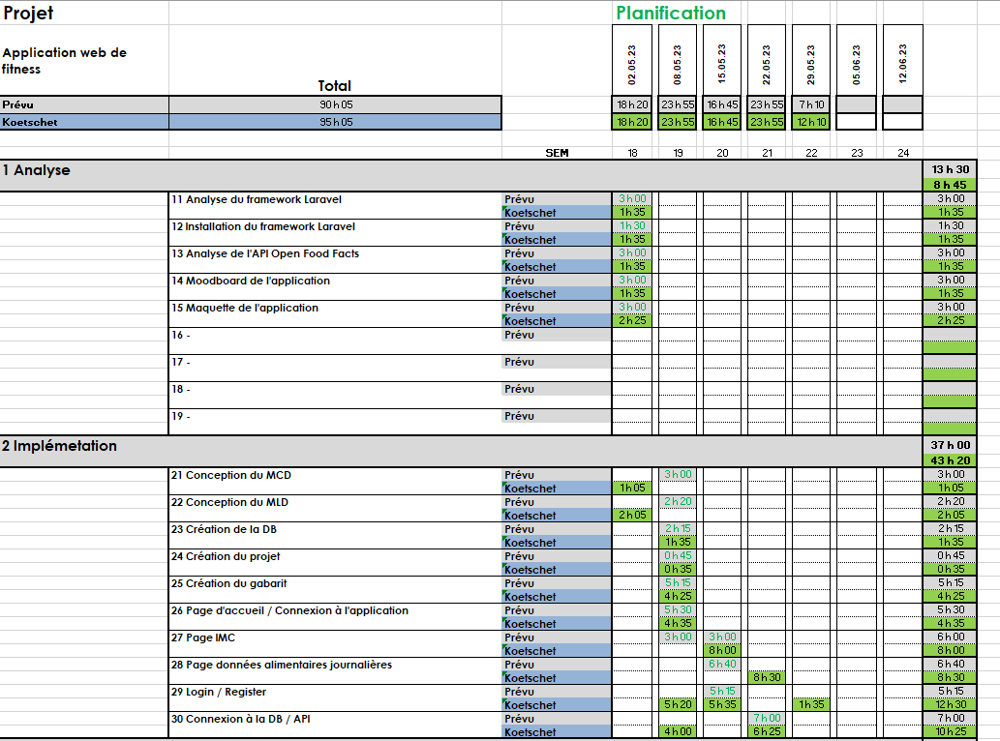 Projet Planification
Application web de
fitness
Total 02.05.23 08.05.23 15.05.23 22.05.23 29.05.23 05.06.23 12.06.23
Prévu 90 h 05 18 h 20 23 h 55 16 h 45 23 h 55 7 h 10
Koetschet 95 h 05 18 h 20 23 h 55 16 h 45 23 h 55 12 h 10
SEM 18 19 20 21 22 23 24
1 Analyse 13 h 30
8 h 45
11 Analyse du framework Laravel Prévu 3 h 00 3 h 00
Koetschet 1 h 35 1 h 35
12 Installation du framework Laravel Prévu 1 h 30 1 h 30
Koetschet 1 h 35 1 h 35
13 Analyse de l'API Open Food Facts Prévu 3 h 00 3 h 00
Koetschet 1 h 35 1 h 35
14 Moodboard de l'application Prévu 3 h 00 3 h 00
Koetschet 1 h 35 1 h 35
15 Maquette de l'application Prévu 3 h 00 3 h 00
Koetschet 2 h 25 2 h 25
16 - Prévu
17 - Prévu
18 - Prévu
19 - Prévu
2 Implémetation 37 h 00
43 h 20
21 Conception du MCD Prévu 3 h 00 3 h 00
Koetschet 1 h 05 1 h 05
22 Conception du MLD Prévu 2 h 20 2 h 20
Koetschet 2 h 05 2 h 05
23 Création de la DB Prévu 2 h 15 2 h 15
Koetschet 1 h 35 1 h 35
24 Création du projet Prévu 0 h 45 0 h 45
Koetschet 0 h 35 0 h 35
25 Création du gabarit Prévu 5 h 15 5 h 15
Koetschet 4 h 25 4 h 25
26 Page d'accueil / Connexion à l'application Prévu 5 h 30 5 h 30
Koetschet 4 h 35 4 h 35
27 Page IMC Prévu 3 h 00 3 h 00 6 h 00
Koetschet 8 h 00 8 h 00
28 Page données alimentaires journalières Prévu 6 h 40 6 h 40
Koetschet 8 h 30 8 h 30
29 Login / Register Prévu 5 h 15 5 h 15
Koetschet 5 h 20 5 h 35 1 h 35 12 h 30
30 Connexion à la DB / API Prévu 7 h 00 7 h 00
Koetschet 4 h 00 6 h 25 10 h 25